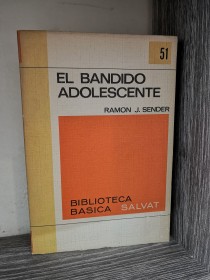 51
EL BANDIDO
ADOLESCENTE
RAMON J. SENDER
BIBLIOTECA
BASICA SALVAT